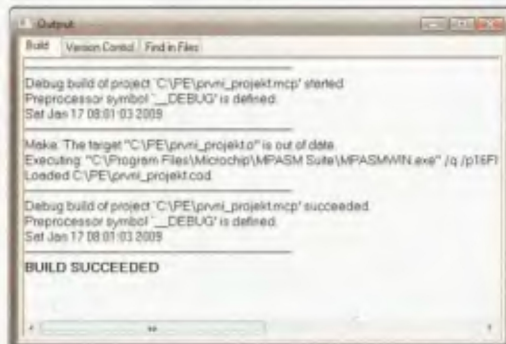 Output
Build Version Control Find in Files
Debug build of project `C:\PE\prvni_projekt.mcp' started.
Preprocessor symbol `__DEBUG' is defined.
Sat Jan 17 08:01:03 2009
Make: The target "C:\PE\prvni_projekt.o" is out of date.
Executing: "C:\Program Files\Microchip\MPASM Suite\MPASMWIN.exe" /q /p16F
Loaded C:\PE\prvni_projekt.cod.
Debug build of project `C:\PE\prvni_projekt.mcp' succeeded.
Preprocessor symbol `__DEBUG' is defined.
Sat Jan 17 08:01:03 2009
BUILD SUCCEEDED